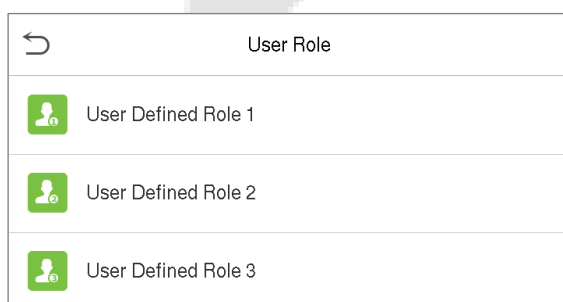 User Role
User Defined Role 1
User Defined Role 2
User Defined Role 3